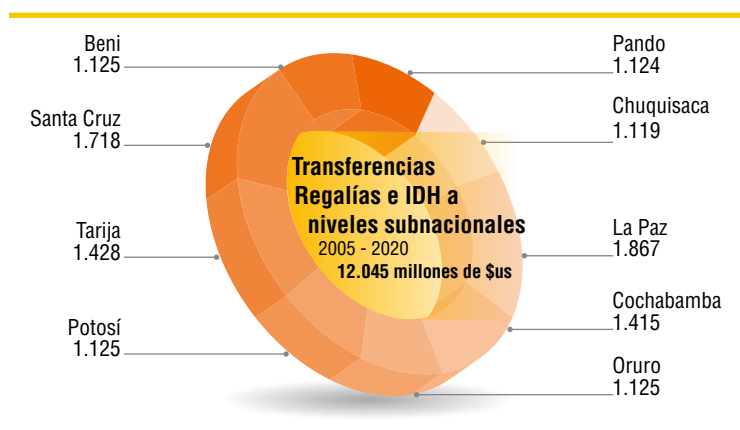 Beni
1.125
Santa Cruz
1.718
Tarija
1.428
Potosí
1.125
Transferencias
Regalías e IDH a
niveles subnacionales
2005 - 2020
12.045 millones de $us
Pando
1.124
Chuquisaca
1.119
La Paz
1.867
Cochabamba
1.415
Oruro
1.125